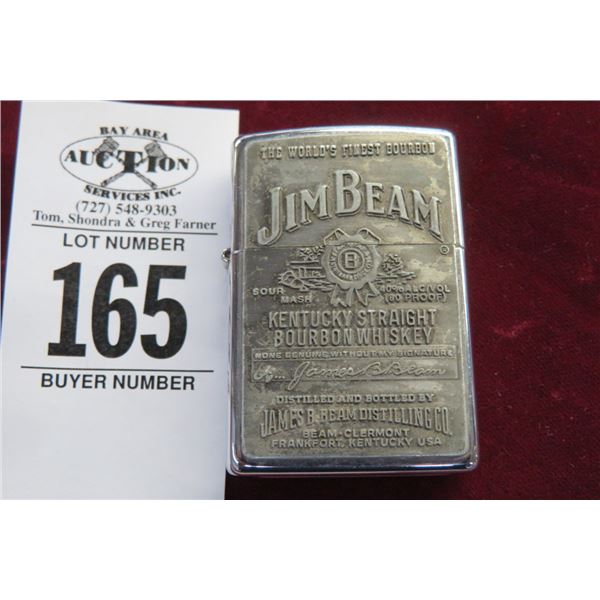 BAY AREA
AUCTION
SERVICES INC.
(727) 548-9303
Tom, Shondra & Greg Farner
LOT NUMBER
165
BUYER NUMBER
THE WORLD'S FINEST BOURBON
JIM BEAM
®
B
SOUR MASH
40% ALC/VOL
(80 PROOF)
KENTUCKY STRAIGHT
BOURBON WHISKEY
NONE GENUINE WITHOUT MY SIGNATURE
James B. Beam
DISTILLED AND BOTTLED BY
JAMES B. BEAM DISTILLING CO.
BEAM·CLERMONT
FRANKFORT, KENTUCKY USA